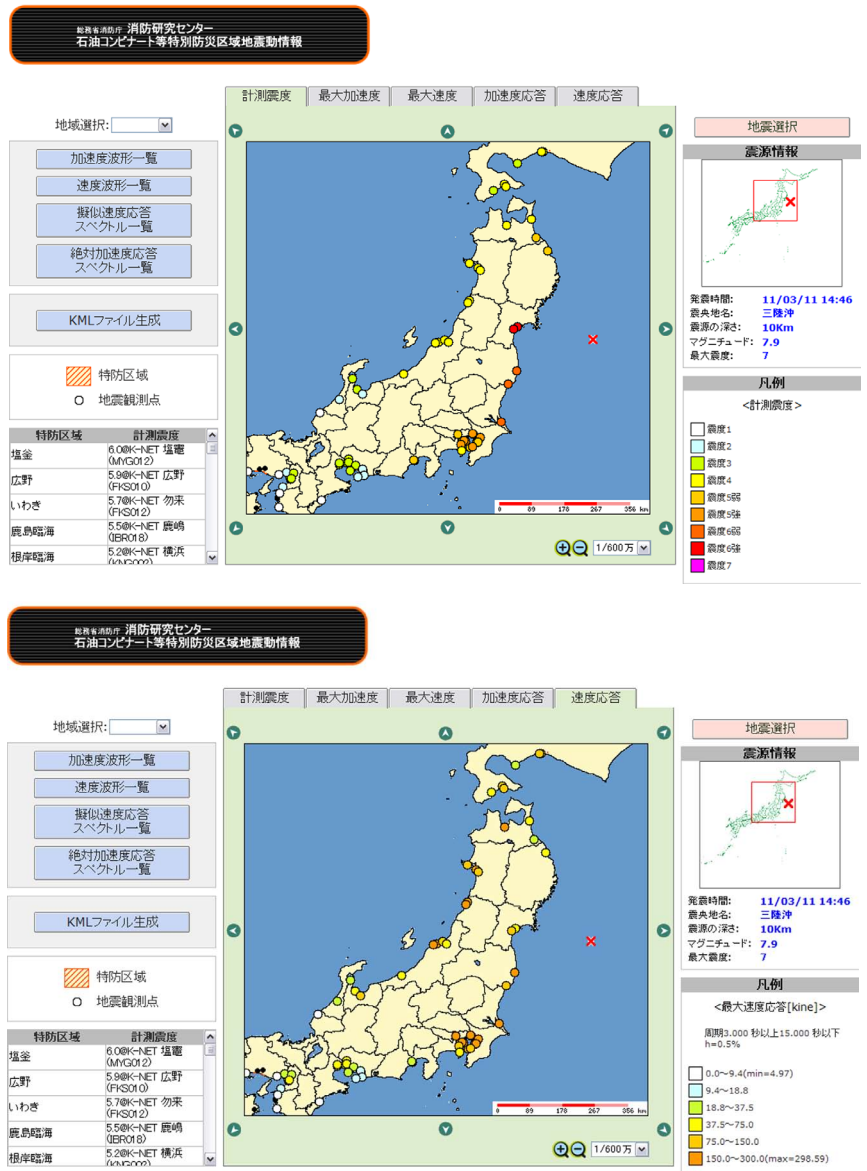 総務省消防庁 消防研究センター
石油コンビナート等特別防災区域地震動情報
計測震度 最大加速度 最大速度 加速度応答 速度応答
地域選択:
加速度波形一覧
速度波形一覧
擬似速度応答
スペクトル一覧
絶対加速度応答
スペクトル一覧
KMLファイル生成
特防区域
地震観測点
特防区域 計測震度
塩釜 6.0@K-NET 塩竈
(MYG012)
広野 5.9@K-NET 広野
(FKS010)
いわき 5.7@K-NET 勿来
(FKS012)
鹿島臨海 5.5@K-NET 鹿嶋
(IBR018)
根岸臨海 5.2@K-NET 横浜
(KNG002)
0 89 178 267 356 km
1/600万
地震選択
震源情報
発震時間: 11/03/11 14:46
震央地名: 三陸沖
震源の深さ: 10Km
マグニチュード: 7.9
最大震度: 7
凡例
<計測震度>
震度1
震度2
震度3
震度4
震度5弱
震度5強
震度6弱
震度6強
震度7
総務省消防庁 消防研究センター
石油コンビナート等特別防災区域地震動情報
計測震度 最大加速度 最大速度 加速度応答 速度応答
地域選択:
加速度波形一覧
速度波形一覧
擬似速度応答
スペクトル一覧
絶対加速度応答
スペクトル一覧
KMLファイル生成
特防区域
地震観測点
特防区域 計測震度
塩釜 6.0@K-NET 塩竈
(MYG012)
広野 5.9@K-NET 広野
(FKS010)
いわき 5.7@K-NET 勿来
(FKS012)
鹿島臨海 5.5@K-NET 鹿嶋
(IBR018)
根岸臨海 5.2@K-NET 横浜
(KNG002)
0 89 178 267 356 km
1/600万
地震選択
震源情報
発震時間: 11/03/11 14:46
震央地名: 三陸沖
震源の深さ: 10Km
マグニチュード: 7.9
最大震度: 7
凡例
<最大速度応答[kine]>
周期3.000 秒以上15.000 秒以下
h=0.5%
0.0～9.4(min=4.97)
9.4～18.8
18.8～37.5
37.5～75.0
75.0～150.0
150.0～300.0(max=298.59)